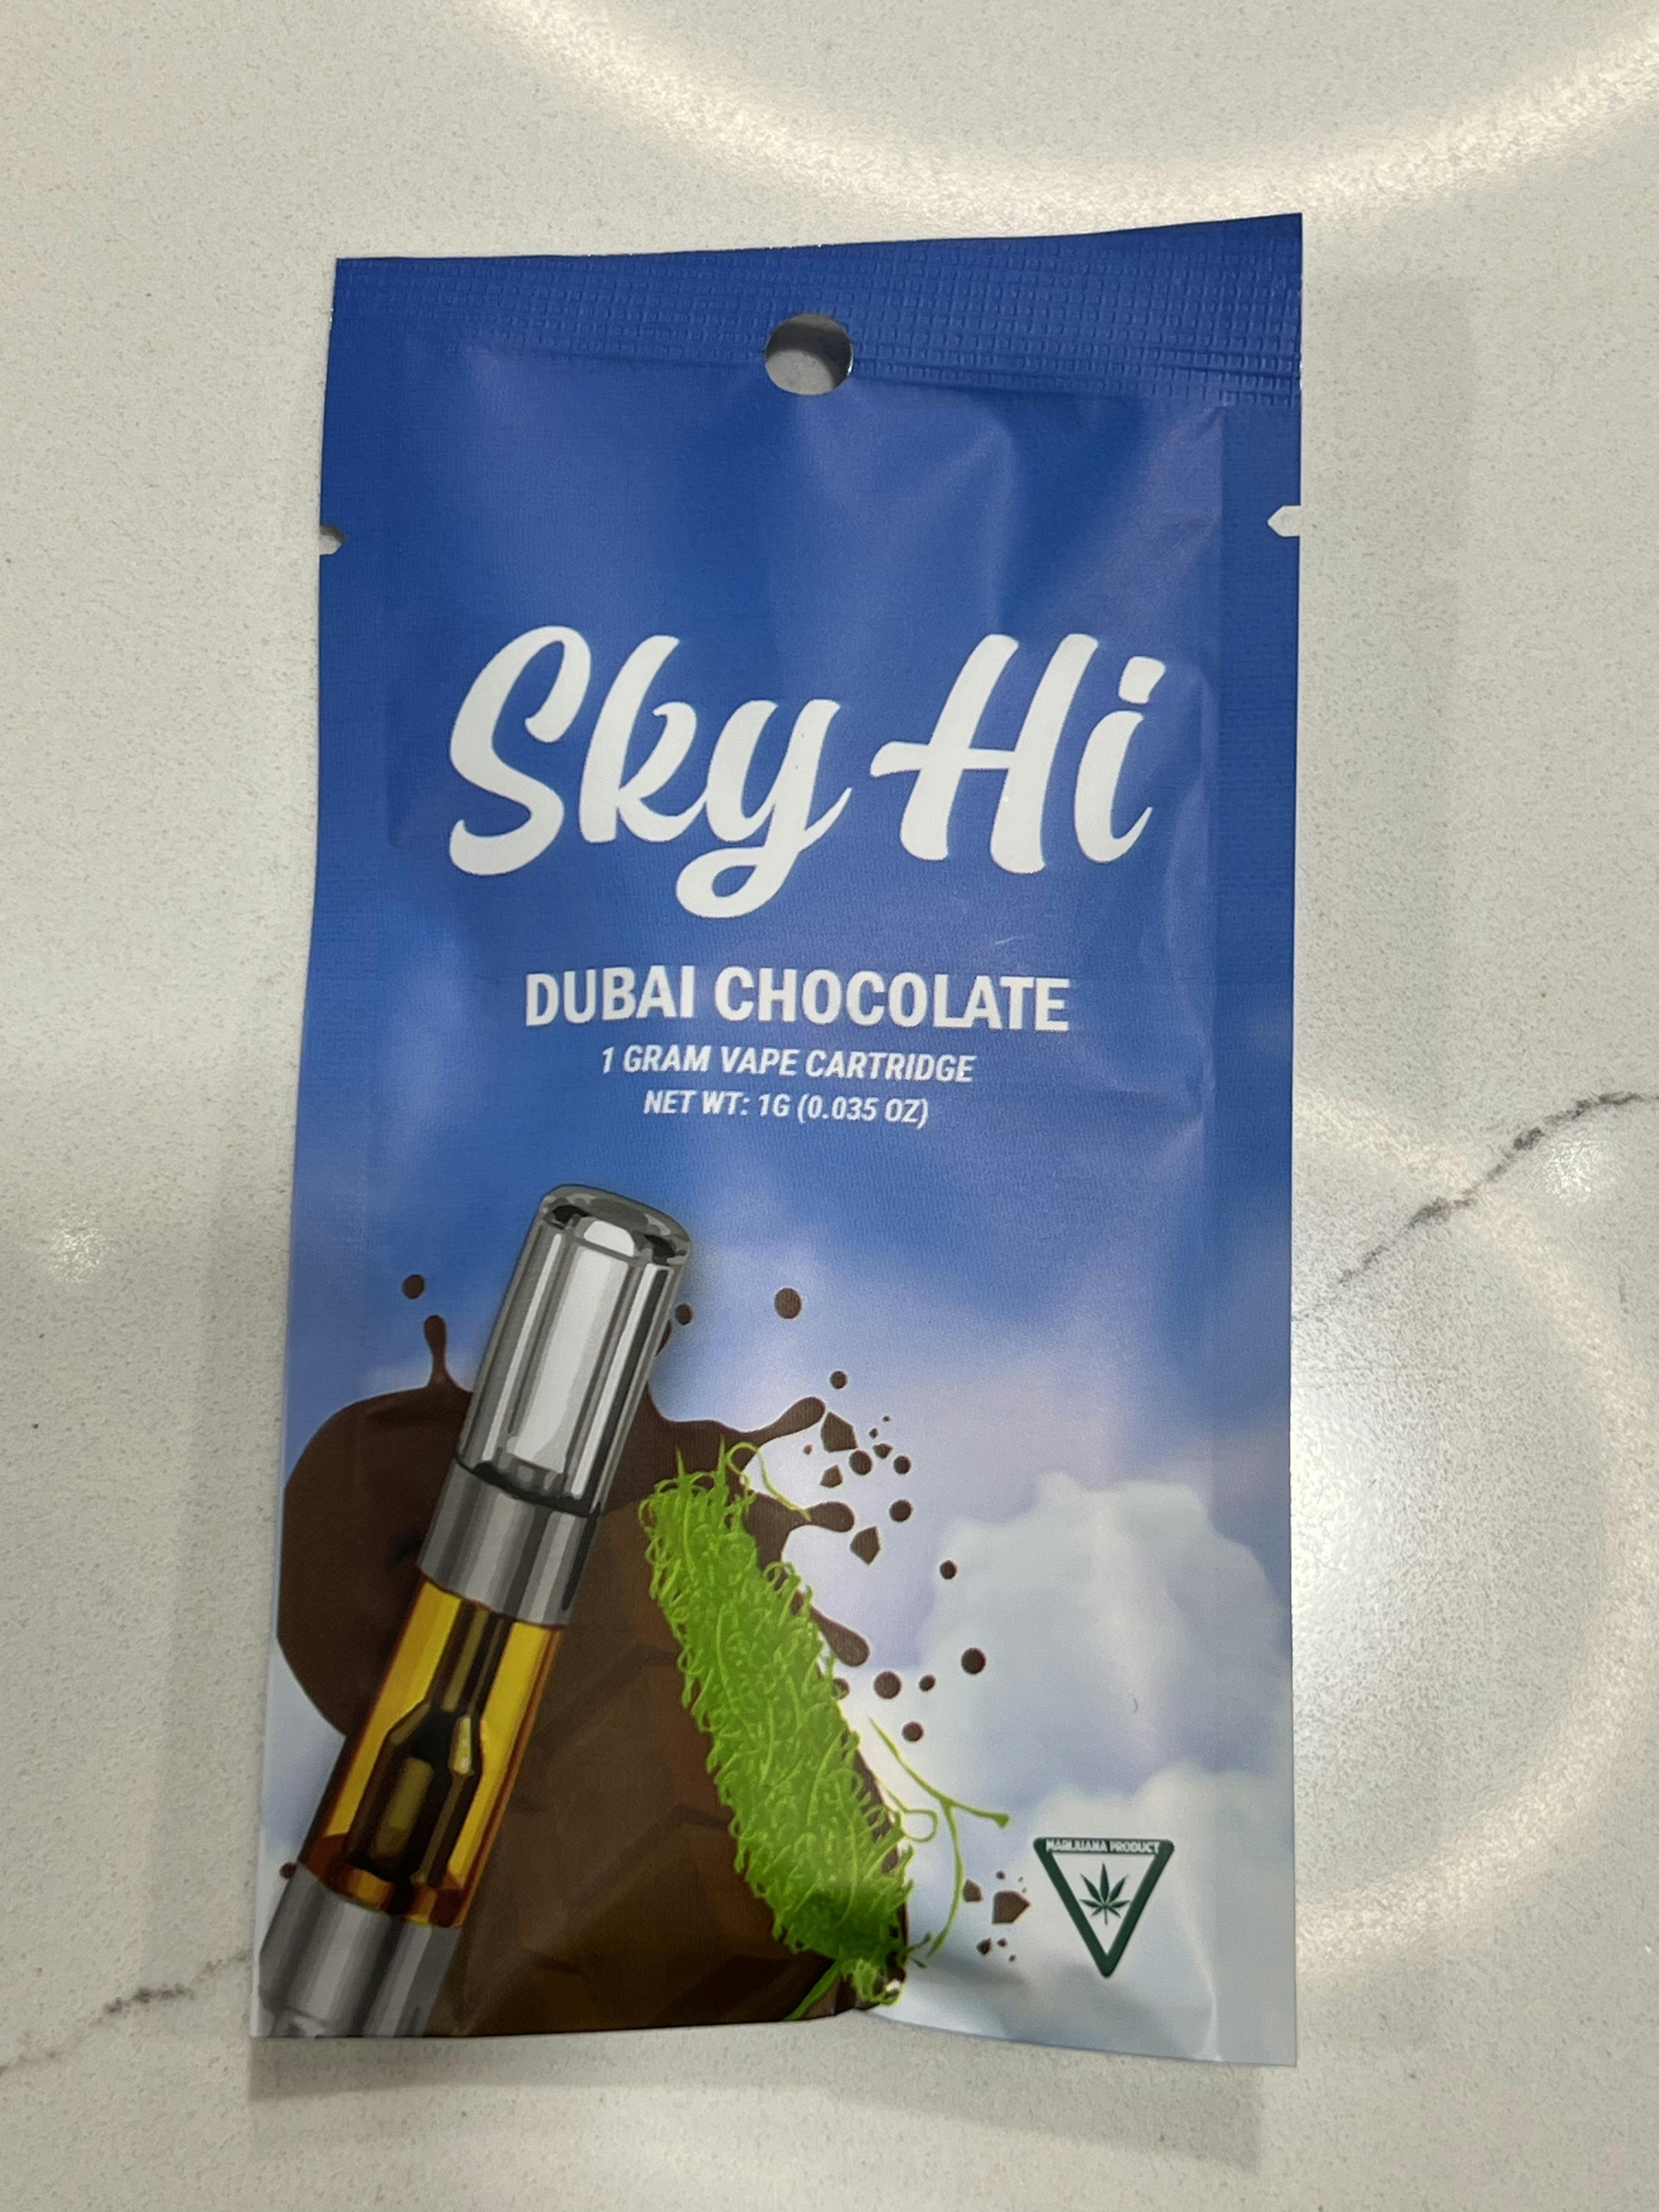 Sky Hi
DUBAI CHOCOLATE
1 GRAM VAPE CARTRIDGE
NET WT: 1G (0.035 OZ)
MARIJUANA PRODUCT